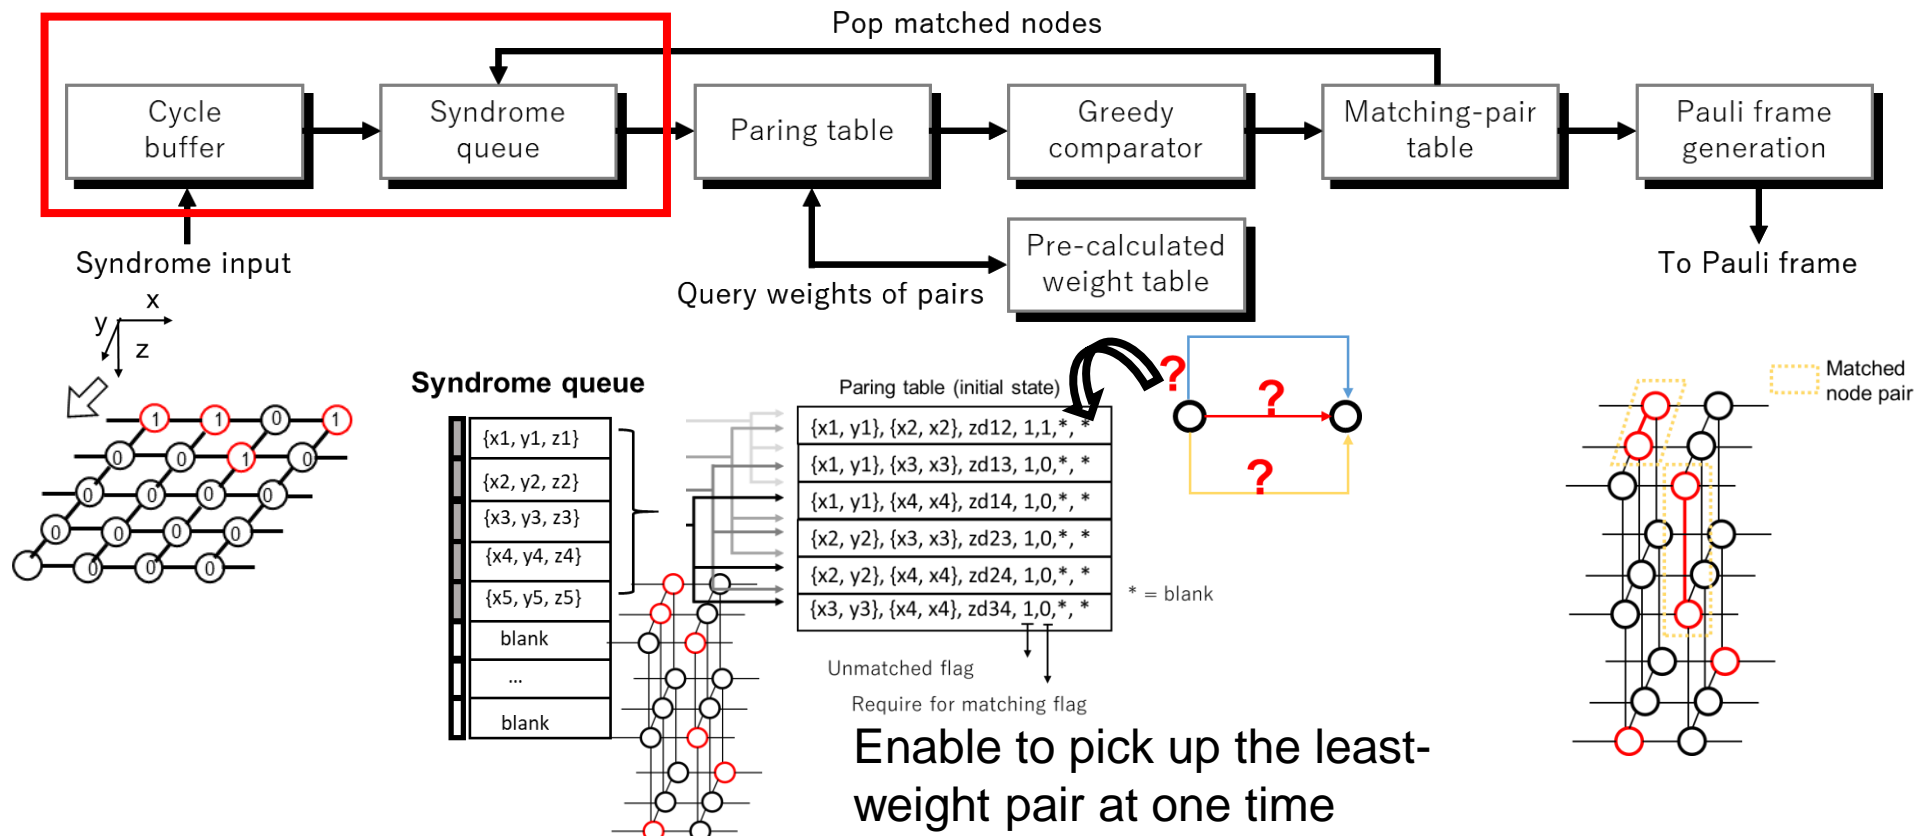 Pop matched nodes
Cycle
buffer
Syndrome
queue
Paring table
Greedy
comparator
Matching-pair
table
Pauli frame
generation
Syndrome input
Query weights of pairs
Pre-calculated
weight table
To Pauli frame
x
y
z
1 1 0 1
0 0 1 0
0 0 0 0
0 0 0 0
0 0 0
Syndrome queue
{x1, y1, z1}
{x2, y2, z2}
{x3, y3, z3}
{x4, y4, z4}
{x5, y5, z5}
blank
...
blank
Paring table (initial state)
{x1, y1}, {x2, x2}, zd12, 1,1,*, *
{x1, y1}, {x3, x3}, zd13, 1,0,*, *
{x1, y1}, {x4, x4}, zd14, 1,0,*, *
{x2, y2}, {x3, x3}, zd23, 1,0,*, *
{x2, y2}, {x4, x4}, zd24, 1,0,*, *
{x3, y3}, {x4, x4}, zd34, 1,0,*, *
* = blank
Unmatched flag
Require for matching flag
?
?
?
Matched
node pair
Enable to pick up the least-
weight pair at one time